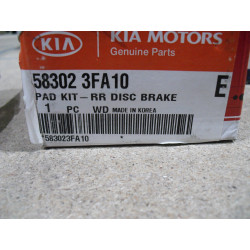 KIA
KIA MOTORS
Genuine Parts
58302 3FA10
E
PAD KIT-RR DISC BRAKE
1 PC WD MADE IN KOREA
583023FA10